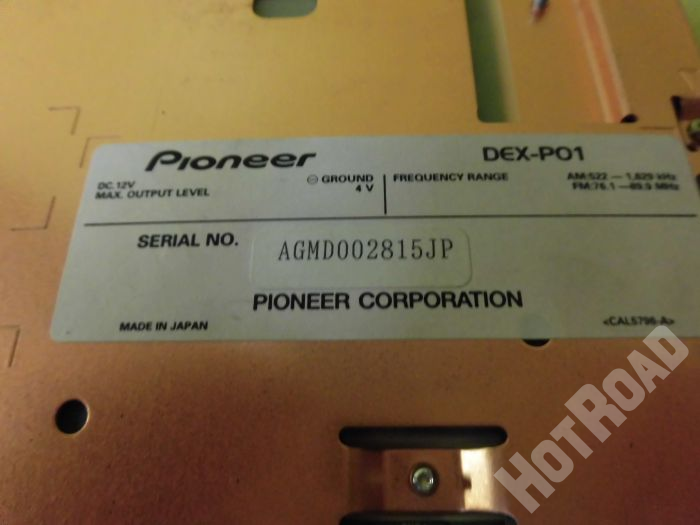 Pioneer
DEX-P01
DC.12V
MAX. OUTPUT LEVEL
⊖ GROUND
4 V
FREQUENCY RANGE
AM:522 — 1,629 kHz
FM:76.1 —89.9 MHz
SERIAL NO.
AGMD002815JP
PIONEER CORPORATION
MADE IN JAPAN
<CAL5798-A>
HOTROAD